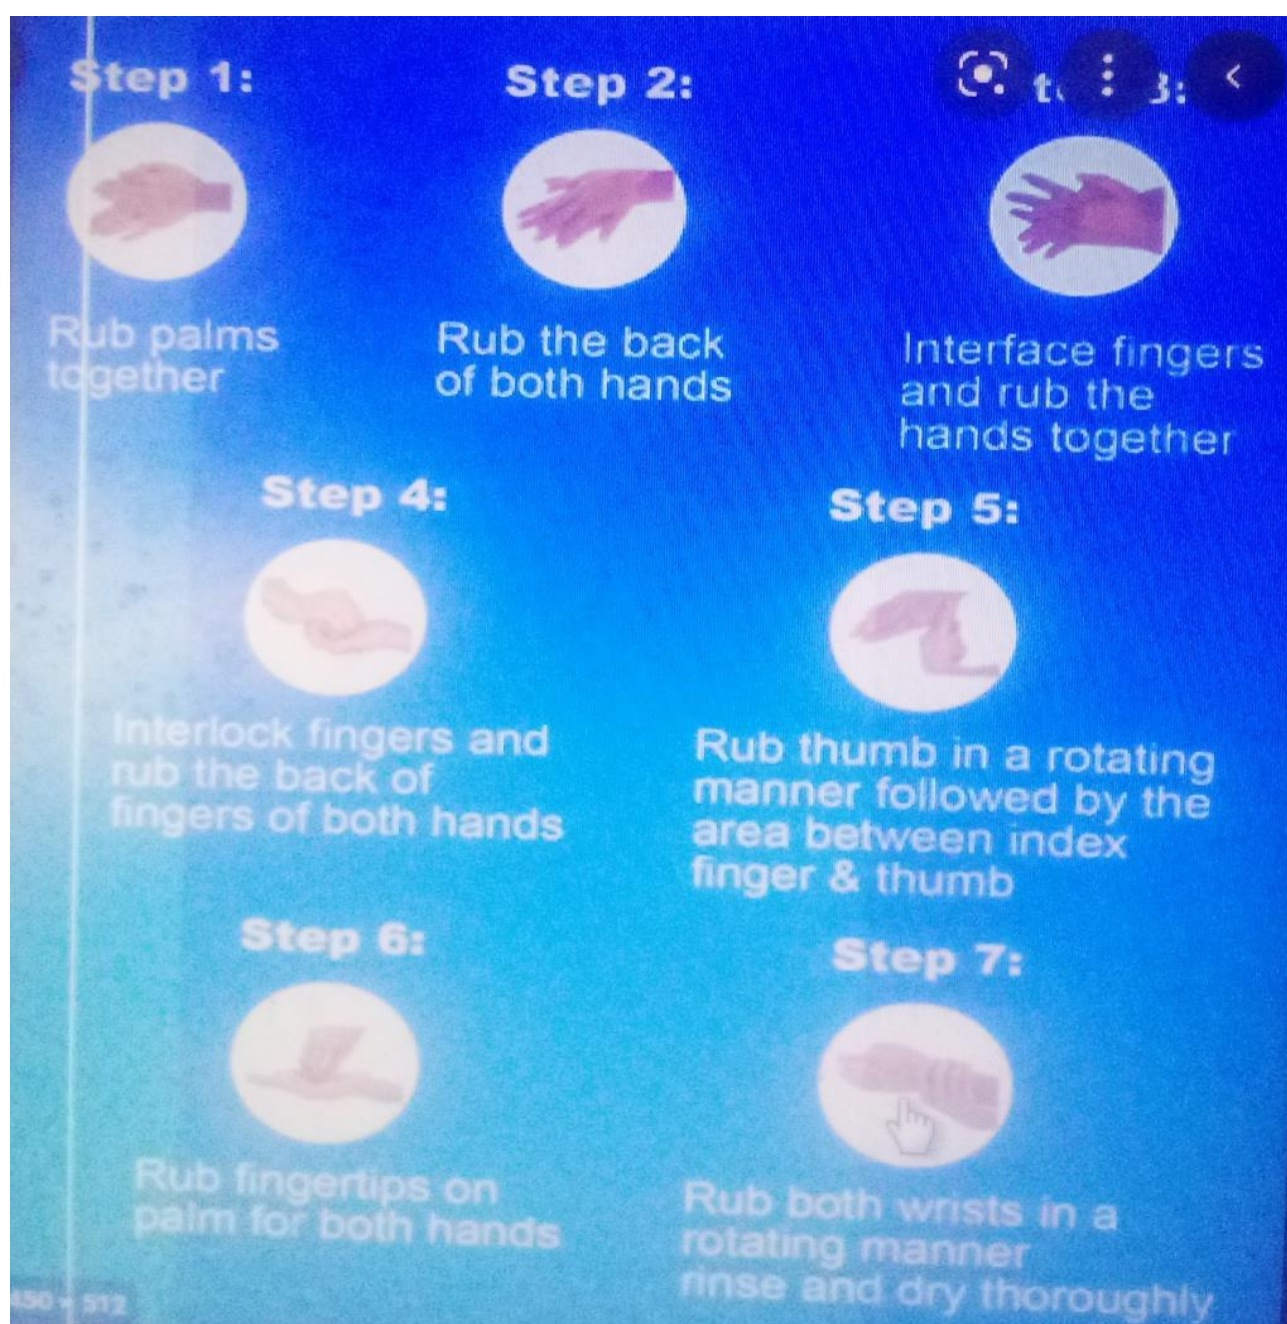 Step 1:
Rub palms
together
Step 2:
Rub the back
of both hands
3:
Interface fingers
and rub the
hands together
Step 4:
Interlock fingers and
rub the back of
fingers of both hands
Step 5:
Rub thumb in a rotating
manner followed by the
area between index
finger & thumb
Step 6:
Rub fingertips on
palm for both hands
Step 7:
Rub both wrists in a
rotating manner
rinse and dry thoroughly
450 × 512